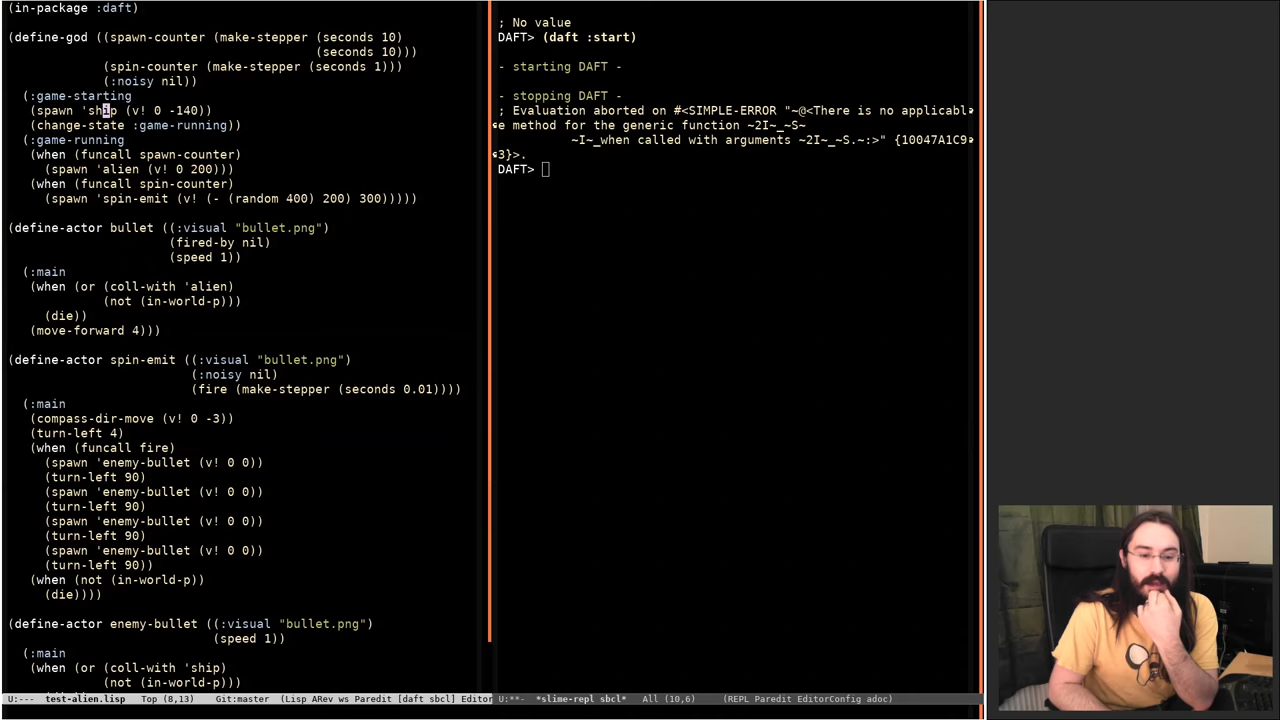 (in-package :daft)
(define-god ((spawn-counter (make-stepper (seconds 10)
(seconds 10)))
(spin-counter (make-stepper (seconds 1)))
(:noisy nil))
(:game-starting
(spawn 'ship (v! 0 -140))
(change-state :game-running))
(:game-running
(when (funcall spawn-counter)
(spawn 'alien (v! 0 200)))
(when (funcall spin-counter)
(spawn 'spin-emit (v! (- (random 400) 200) 300)))))
(define-actor bullet ((:visual "bullet.png")
(fired-by nil)
(speed 1))
(:main
(when (or (coll-with 'alien)
(not (in-world-p)))
(die))
(move-forward 4)))
(define-actor spin-emit ((:visual "bullet.png")
(:noisy nil)
(fire (make-stepper (seconds 0.01))))
(:main
(compass-dir-move (v! 0 -3))
(turn-left 4)
(when (funcall fire)
(spawn 'enemy-bullet (v! 0 0))
(turn-left 90)
(spawn 'enemy-bullet (v! 0 0))
(turn-left 90)
(spawn 'enemy-bullet (v! 0 0))
(turn-left 90)
(spawn 'enemy-bullet (v! 0 0))
(turn-left 90))
(when (not (in-world-p))
(die))))
(define-actor enemy-bullet ((:visual "bullet.png")
(speed 1))
(:main
(when (or (coll-with 'ship)
(not (in-world-p)))
U:--- test-alien.lisp Top (8,13) Git:master (Lisp ARev ws Paredit [daft sbcl] Editor
; No value
DAFT> (daft :start)
- starting DAFT -
- stopping DAFT -
; Evaluation aborted on #<SIMPLE-ERROR "~@<There is no applicabl
e method for the generic function ~2I~_~S~
~I~_when called with arguments ~2I~_~S.~:>" {10047A1C9
3}>.
DAFT>
U:**- *slime-repl sbcl* All (10,6) (REPL Paredit EditorConfig adoc)